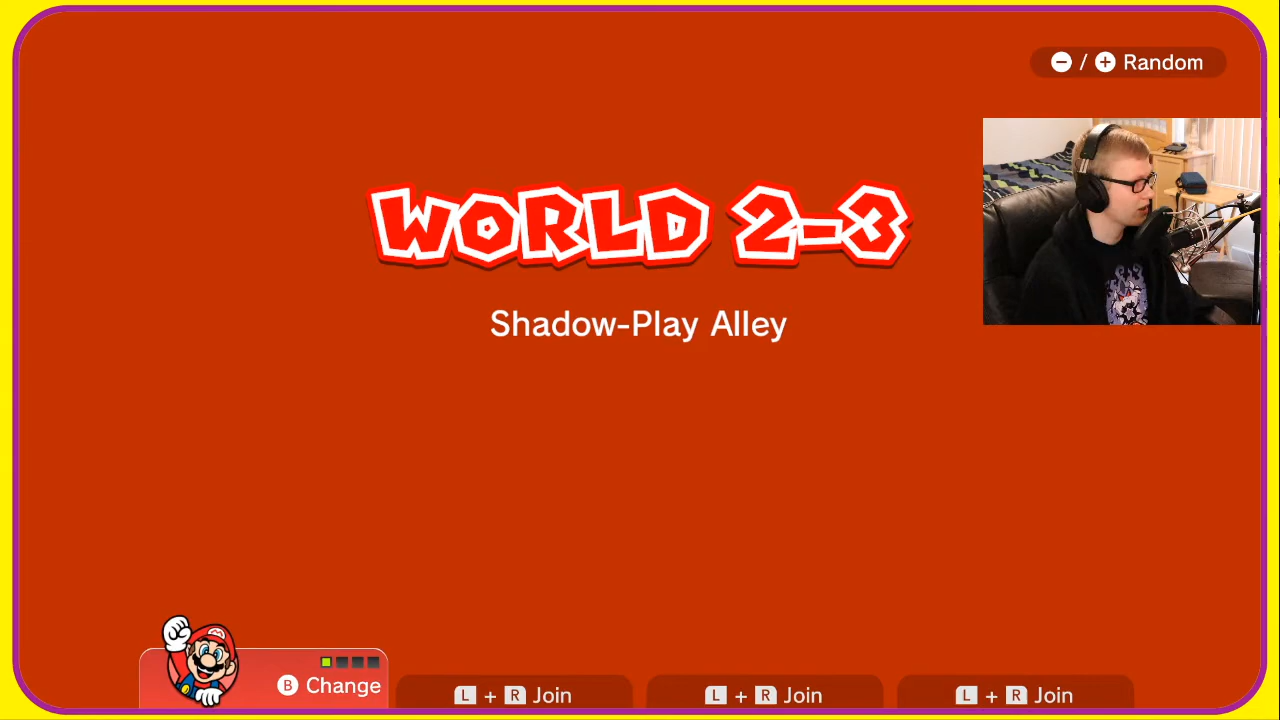 - / + Random
WORLD 2-3
Shadow-Play Alley
B Change
L + R Join
L + R Join
L + R Join